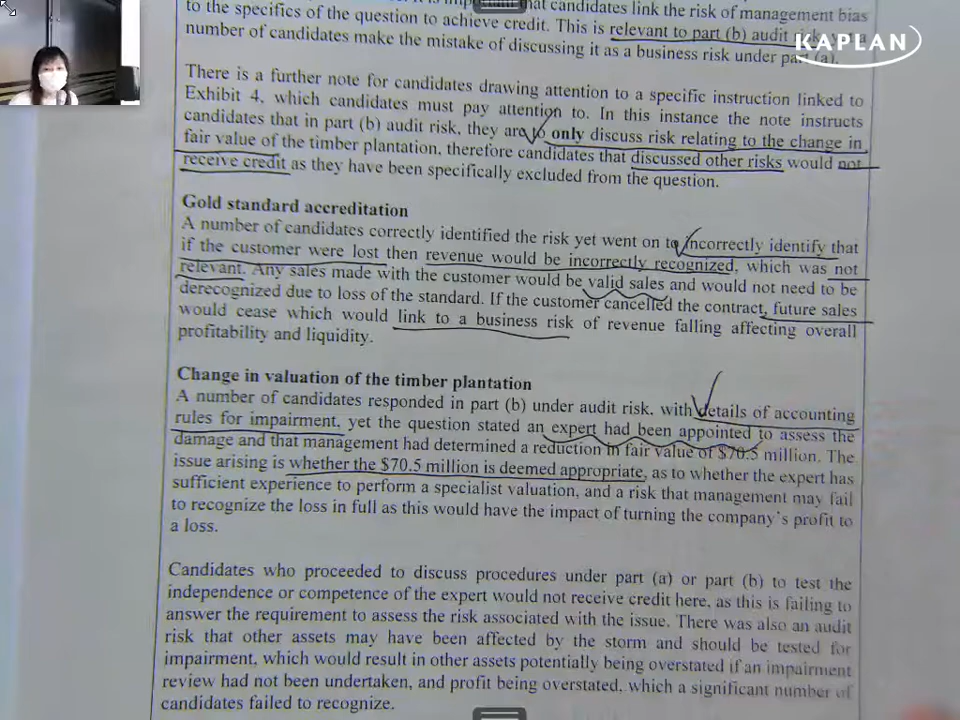 that candidates link the risk of management bias
to the specifics of the question to achieve credit. This is relevant to part (b) audit
number of candidates make the mistake of discussing it as a business risk under part (a).
KAPLAN
There is a further note for candidates drawing attention to a specific instruction linked to
Exhibit 4, which candidates must pay attention to. In this instance the note instructs
candidates that in part (b) audit risk, they are to only discuss risk relating to the change in
fair value of the timber plantation, therefore candidates that discussed other risks would not
receive credit as they have been specifically excluded from the question.
Gold standard accreditation
A number of candidates correctly identified the risk yet went on to incorrectly identify that
if the customer were lost then revenue would be incorrectly recognized, which was not
relevant. Any sales made with the customer would be valid sales and would not need to be
derecognized due to loss of the standard. If the customer cancelled the contract, future sales
would cease which would link to a business risk of revenue falling affecting overall
profitability and liquidity.
Change in valuation of the timber plantation
A number of candidates responded in part (b) under audit risk, with details of accounting
rules for impairment, yet the question stated an expert had been appointed to assess the
damage and that management had determined a reduction in fair value of $70.5 million. The
issue arising is whether the $70.5 million is deemed appropriate, as to whether the expert has
sufficient experience to perform a specialist valuation, and a risk that management may fail
to recognize the loss in full as this would have the impact of turning the company's profit to
a loss.
Candidates who proceeded to discuss procedures under part (a) or part (b) to test the
independence or competence of the expert would not receive credit here, as this is failing to
answer the requirement to assess the risk associated with the issue. There was also an audit
risk that other assets may have been affected by the storm and should be tested for
impairment, which would result in other assets potentially being overstated if an impairment
review had not been undertaken, and profit being overstated, which a significant number of
candidates failed to recognize.